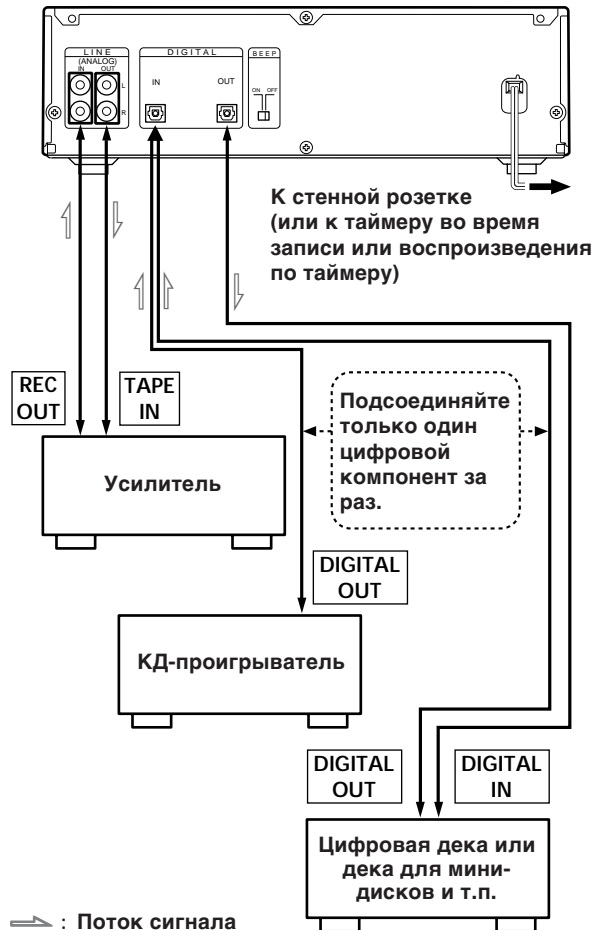 LINE
(ANALOG)
IN OUT
L
R
DIGITAL
IN OUT
BEEP
ON OFF
К стенной розетке
(или к таймеру во время
записи или воспроизведения
по таймеру)
REC
OUT
TAPE
IN
Подсоединяйте
только один
цифровой
компонент за
раз.
Усилитель
DIGITAL
OUT
КД-проигрыватель
DIGITAL
OUT
DIGITAL
IN
Цифровая дека или
дека для мини-
дисков и т.п.
: Поток сигнала